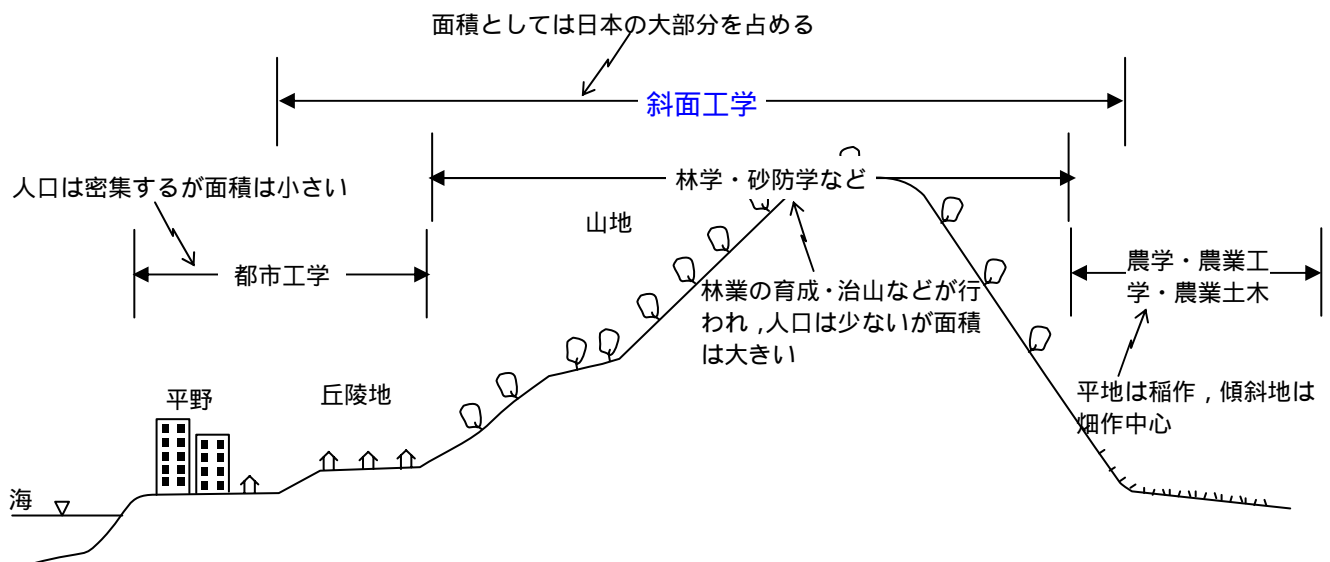 面積としては日本の大部分を占める
斜面工学
人口は密集するが面積は小さい
林学・砂防学など
山地
都市工学
農学・農業工
学・農業土木
林業の育成・治山などが行
われ,人口は少ないが面積
は大きい
平野
丘陵地
平地は稲作,傾斜地は
畑作中心
海